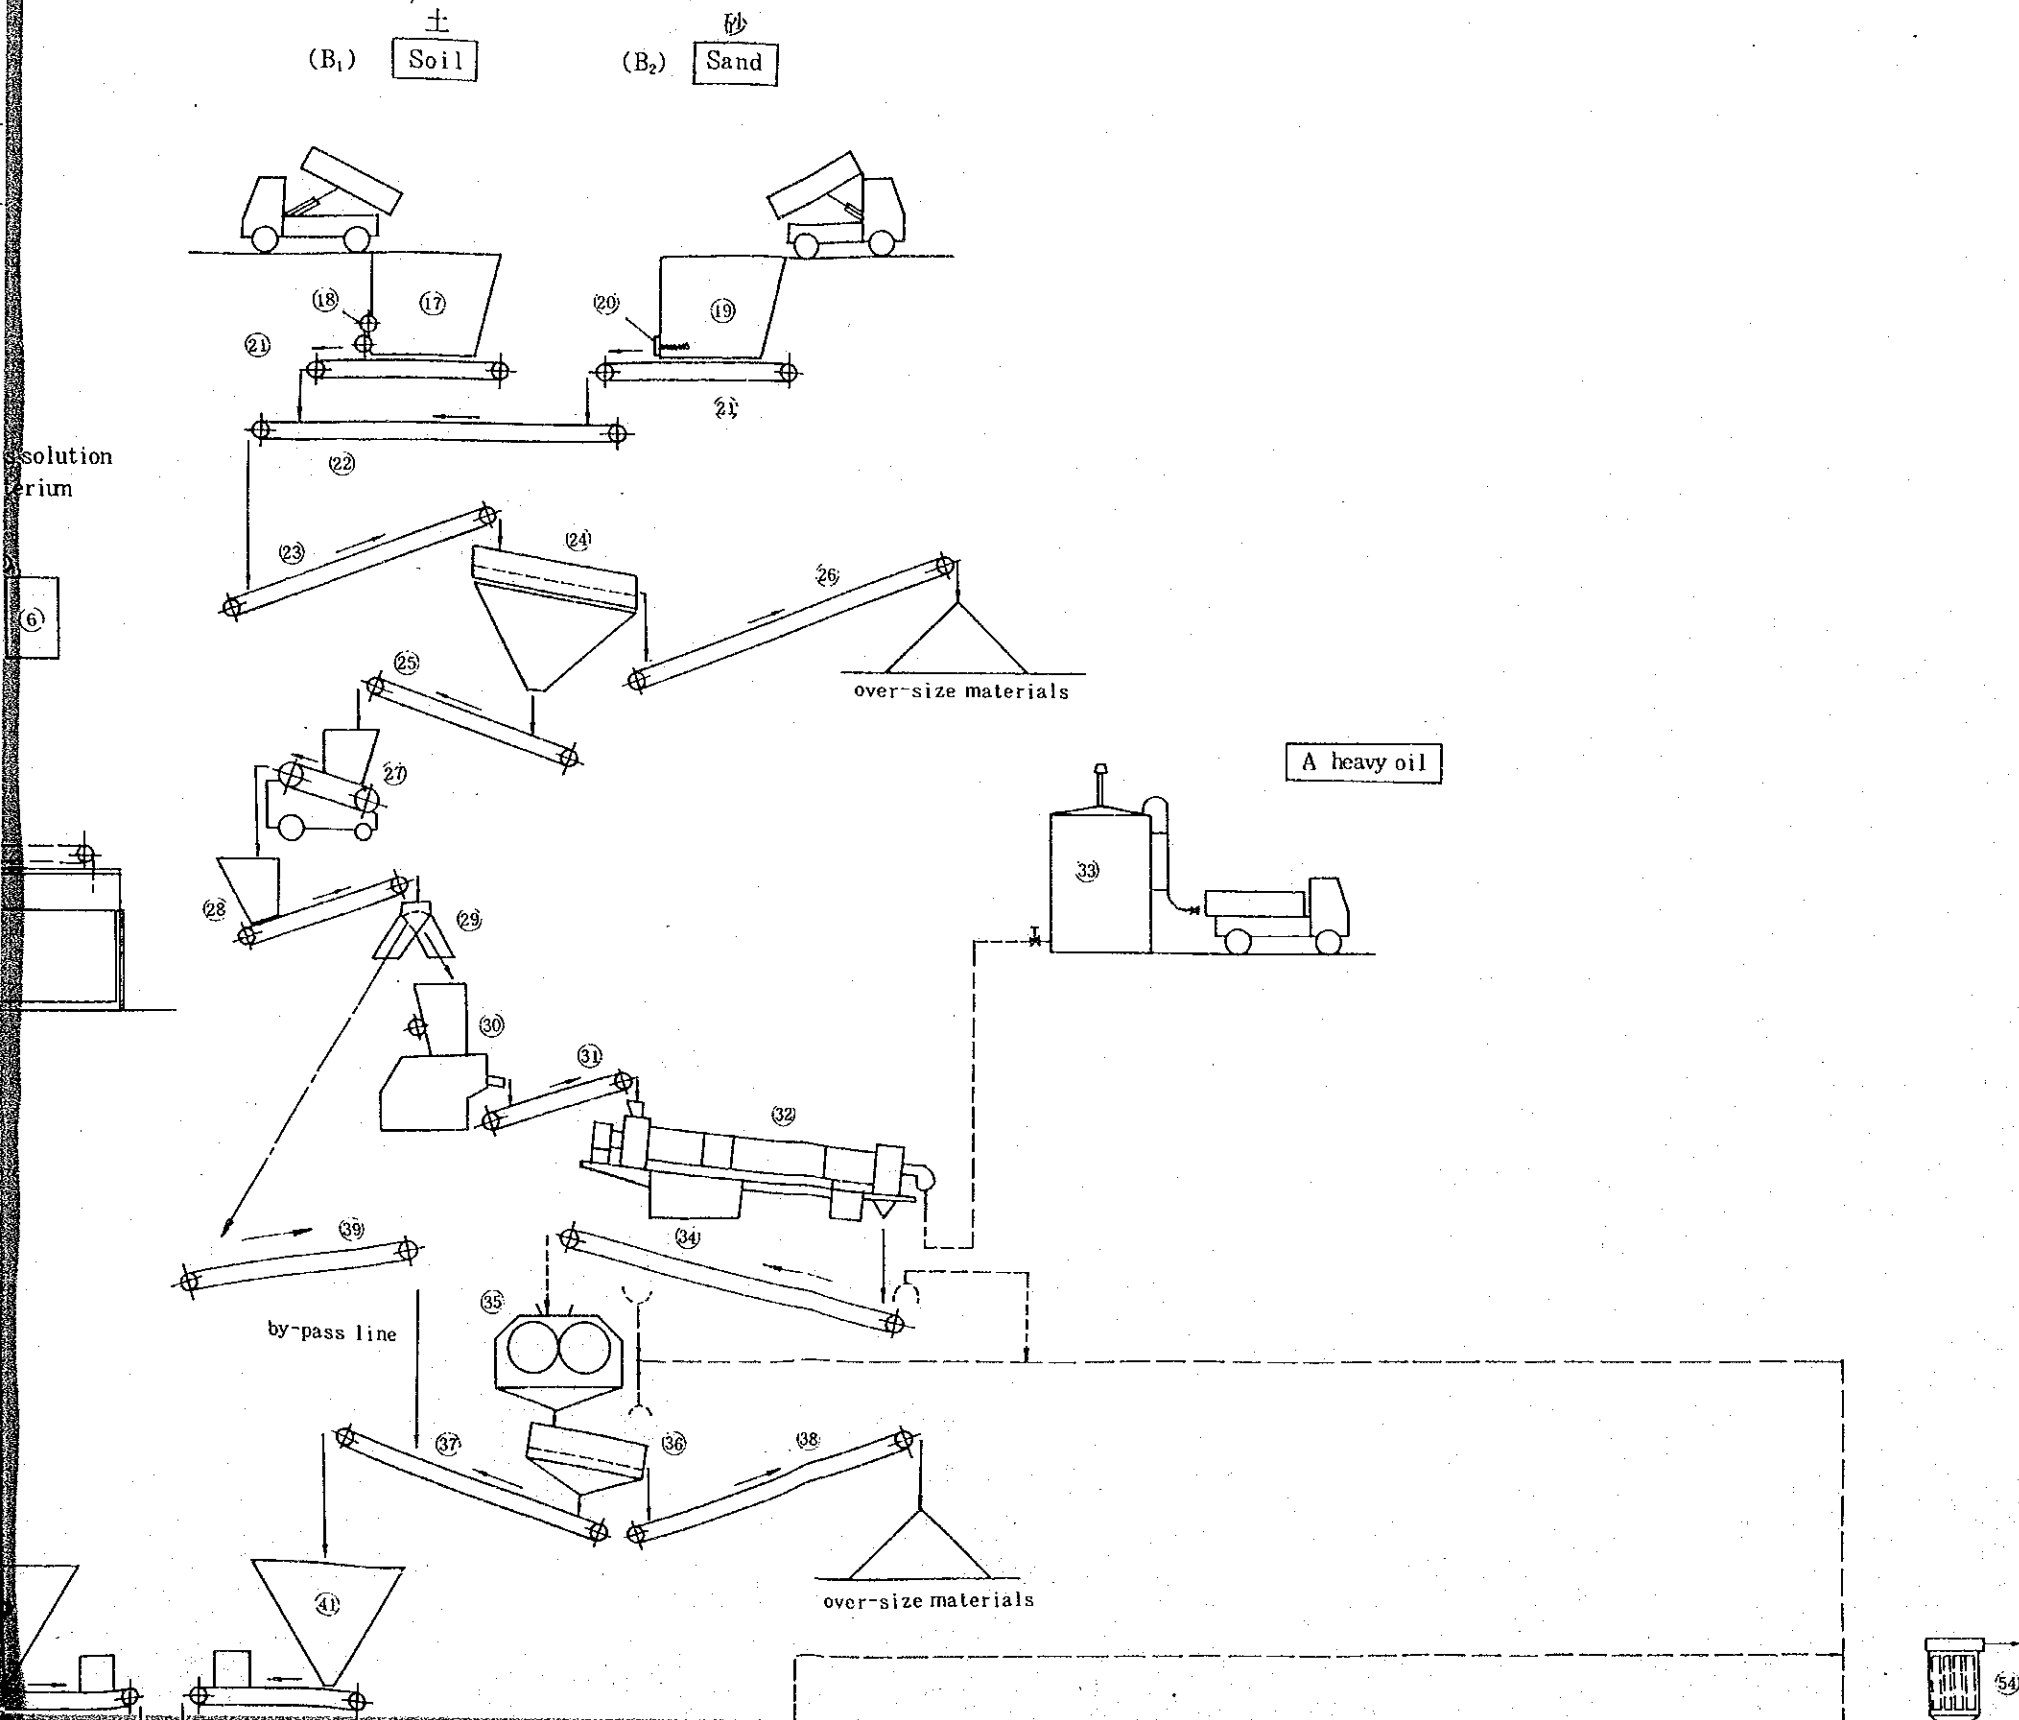 土
砂
(B₁) Soil
(B₂) Sand
⑱
⑰
⑳
⑲
㉑
㉑
㉒
solution
erium
㉓
㉔
㉖
⑥
㉕
over-size materials
㉗
A heavy oil
㉝
㉘
㉙
㉚
㉛
㉜
㊴
㉞
㉟
by-pass line
㊲
㊱
㊳
㊶
over-size materials
(54)